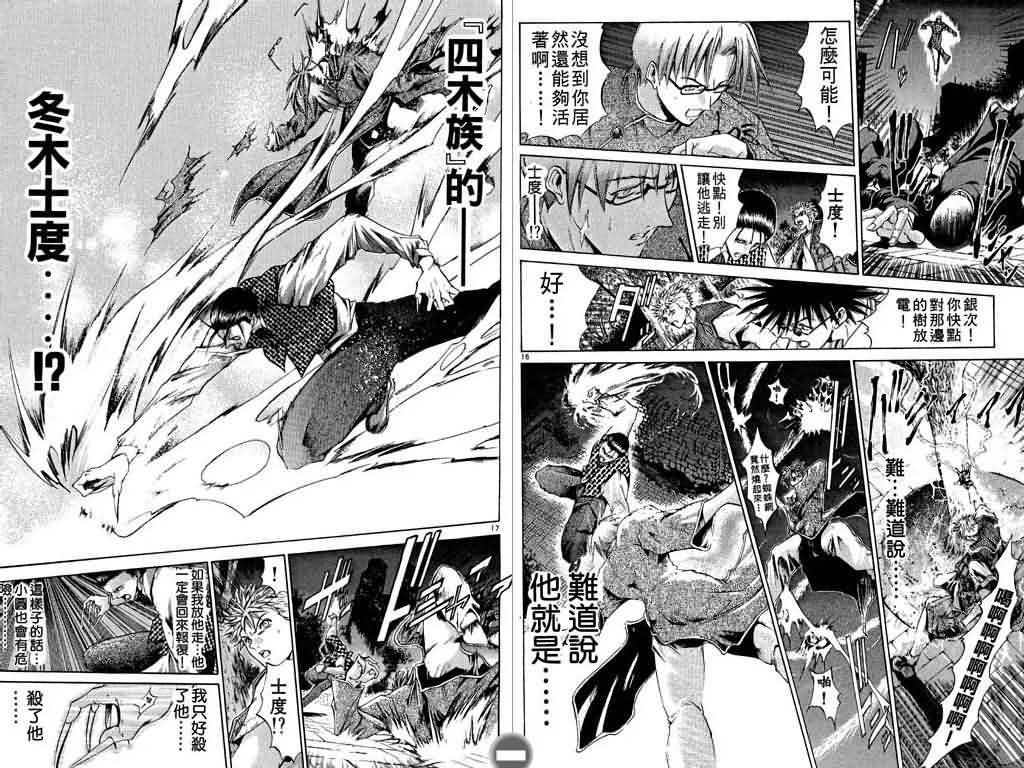 怎麼可能！
沒想到你居
然還能夠活
著啊………！
士度！
快點！別
讓他逃走！
士度！
——!?
銀次！
你快點
對那邊
的樹放
電！
好…
16
難…難道說
嗚啊啊啊啊啊啊！
啪！
什麼？蜘蛛網
竟然燒起來…
難道說
他就是……
『四木族』的——
冬木士度……!?
17
！
士度!?
如果我放他走…他
一定會回來報復！
這樣子的話…
小圓也會有危
險………
我只好殺
了他……
殺了他
……